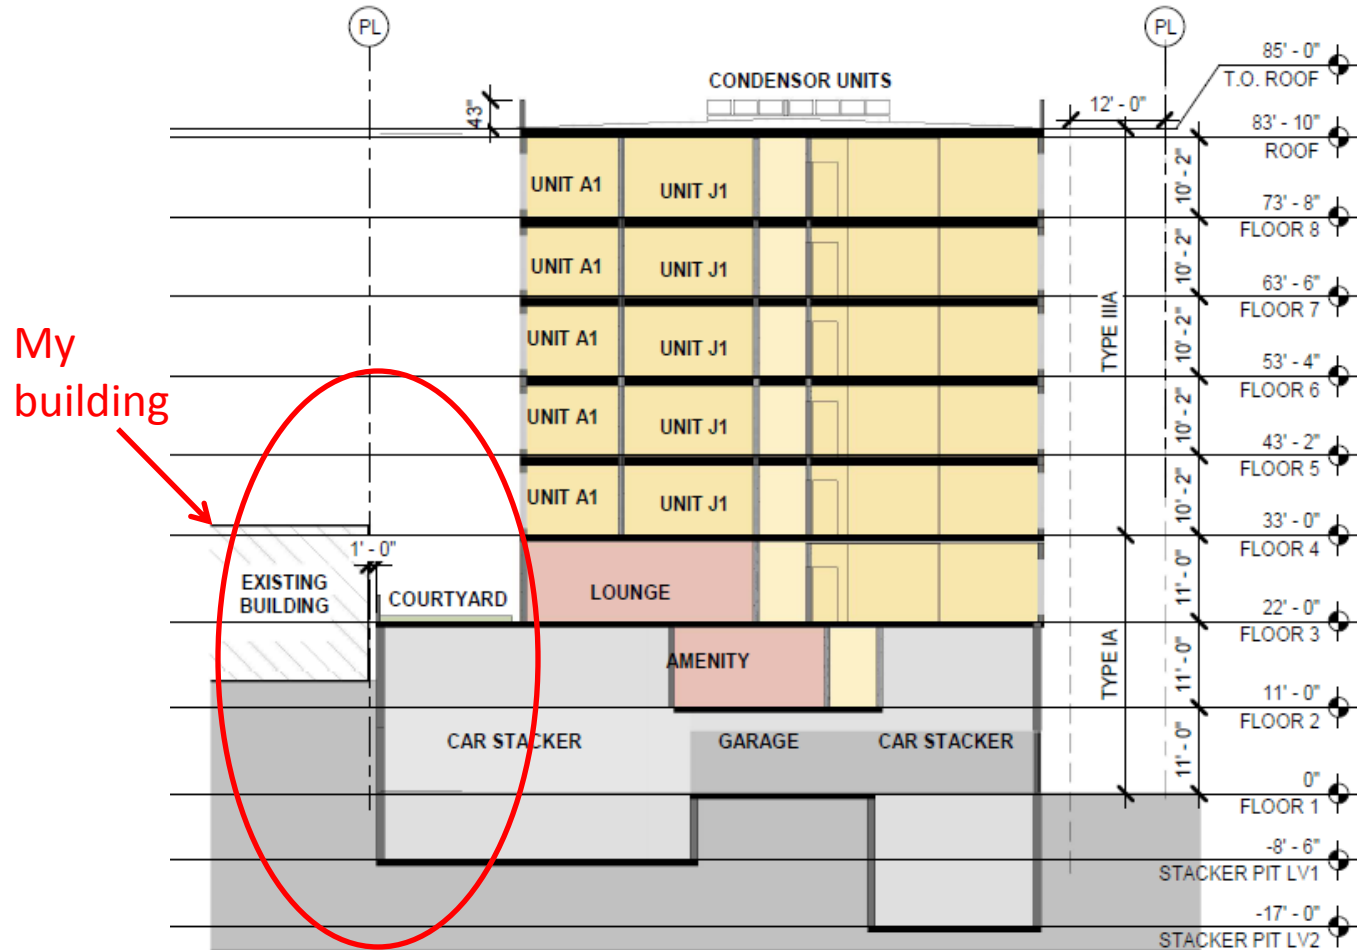 PL
PL
85' - 0"
T.O. ROOF
CONDENSOR UNITS
43"
12' - 0"
83' - 10"
ROOF
10' - 2"
UNIT A1
UNIT J1
73' - 8"
FLOOR 8
10' - 2"
UNIT A1
UNIT J1
63' - 6"
FLOOR 7
TYPE IIIA
10' - 2"
My
building
UNIT A1
UNIT J1
53' - 4"
FLOOR 6
10' - 2"
UNIT A1
UNIT J1
43' - 2"
FLOOR 5
10' - 2"
UNIT A1
UNIT J1
33' - 0"
FLOOR 4
1' - 0"
11' - 0"
EXISTING
BUILDING
COURTYARD
LOUNGE
22' - 0"
FLOOR 3
TYPE IA
11' - 0"
AMENITY
11' - 0"
FLOOR 2
CAR STACKER
GARAGE
CAR STACKER
11' - 0"
0"
FLOOR 1
-8' - 6"
STACKER PIT LV1
-17' - 0"
STACKER PIT LV2